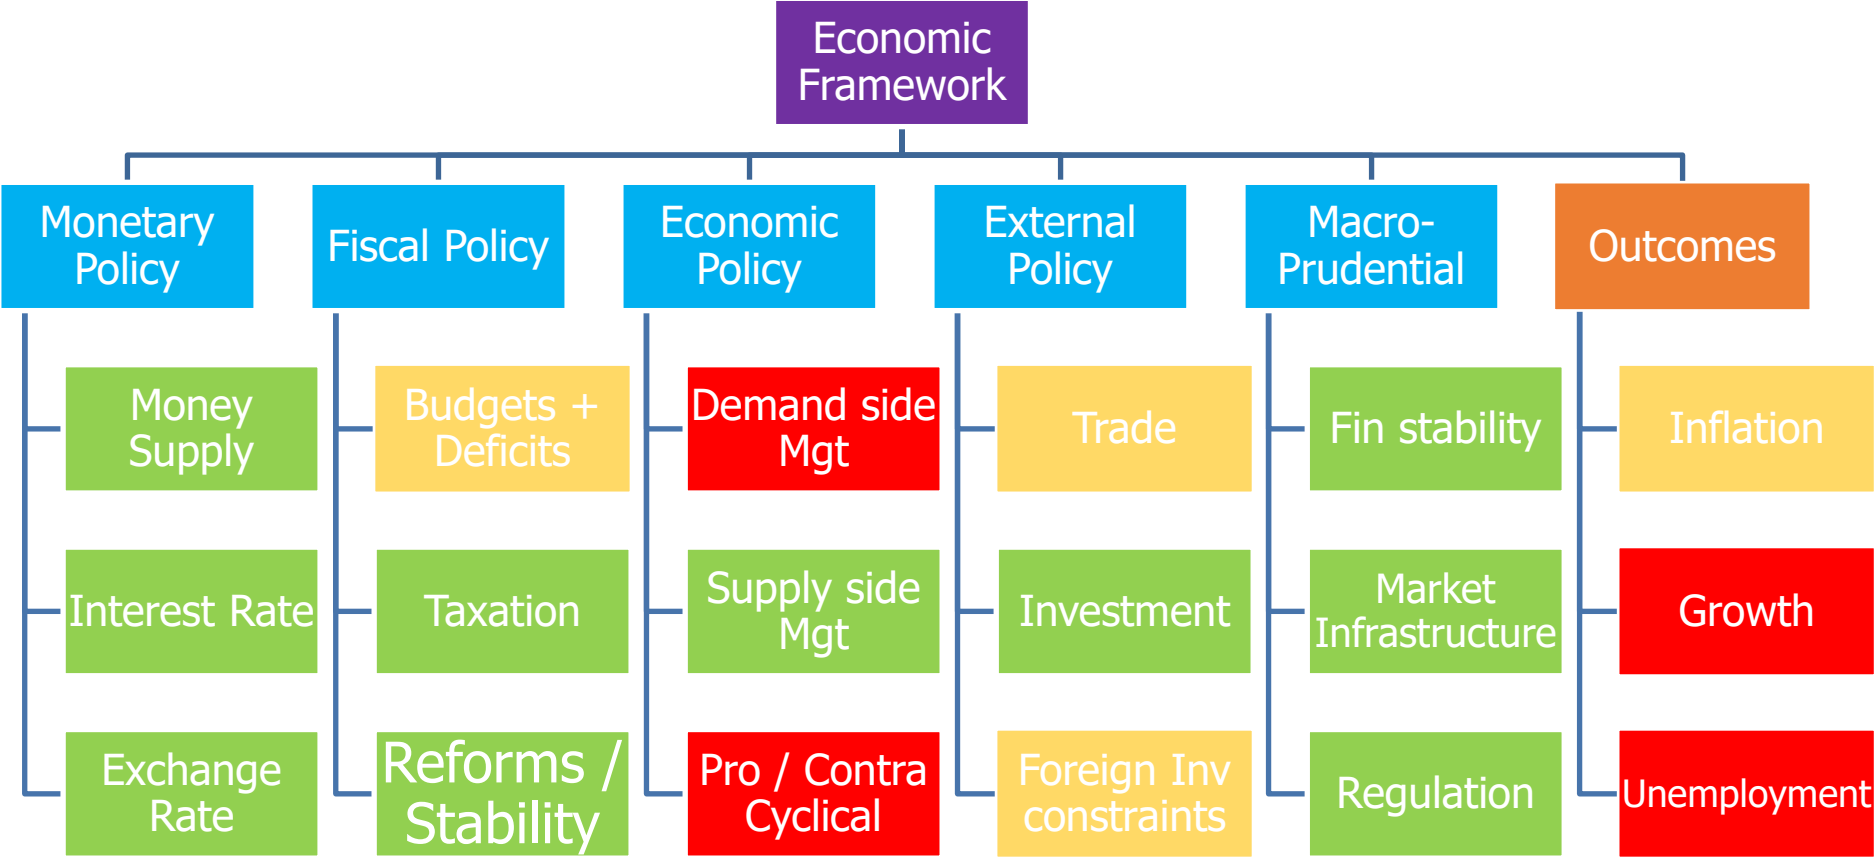 Economic
Framework
Monetary
Policy
Fiscal Policy
Economic
Policy
External
Policy
Macro-
Prudential
Outcomes
Money
Supply
Budgets +
Deficits
Demand side
Mgt
Trade
Fin stability
Inflation
Interest Rate
Taxation
Supply side
Mgt
Investment
Market
Infrastructure
Growth
Exchange
Rate
Reforms /
Stability
Pro / Contra
Cyclical
Foreign Inv
constraints
Regulation
Unemployment